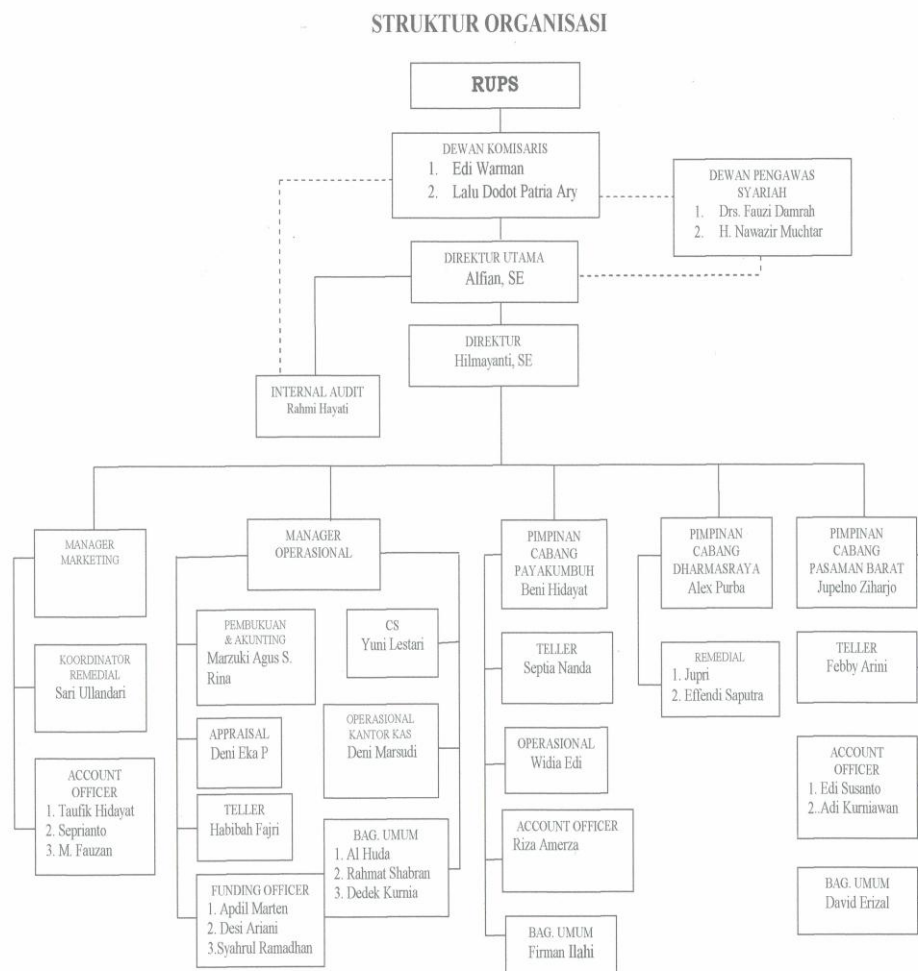 STRUKTUR ORGANISASI
RUPS
DEWAN KOMISARIS
1. Edi Warman
2. Lalu Dodot Patria Ary
DEWAN PENGAWAS
SYARIAH
1. Drs. Fauzi Damrah
2. H. Nawazir Muchtar
DIREKTUR UTAMA
Alfian, SE
DIREKTUR
Hilmayanti, SE
INTERNAL AUDIT
Rahmi Hayati
MANAGER
MARKETING
KOORDINATOR
REMEDIAL
Sari Ullandari
ACCOUNT
OFFICER
1. Taufik Hidayat
2. Seprianto
3. M. Fauzan
MANAGER
OPERASIONAL
PEMBUKUAN
& AKUNTING
Marzuki Agus S.
Rina
APPRAISAL
Deni Eka P
TELLER
Habibah Fajri
FUNDING OFFICER
1. Apdil Marten
2. Desi Ariani
3.Syahrul Ramadhan
CS
Yuni Lestari
OPERASIONAL
KANTOR KAS
Deni Marsudi
BAG. UMUM
1. Al Huda
2. Rahmat Shabran
3. Dedek Kurnia
PIMPINAN
CABANG
PAYAKUMBUH
Beni Hidayat
TELLER
Septia Nanda
OPERASIONAL
Widia Edi
ACCOUNT OFFICER
Riza Amerza
BAG. UMUM
Firman Ilahi
PIMPINAN
CABANG
DHARMASRAYA
Alex Purba
REMEDIAL
1. Jupri
2. Effendi Saputra
PIMPINAN
CABANG
PASAMAN BARAT
Jupelno Ziharjo
TELLER
Febby Arini
ACCOUNT
OFFICER
1. Edi Susanto
2. Adi Kurniawan
BAG. UMUM
David Erizal